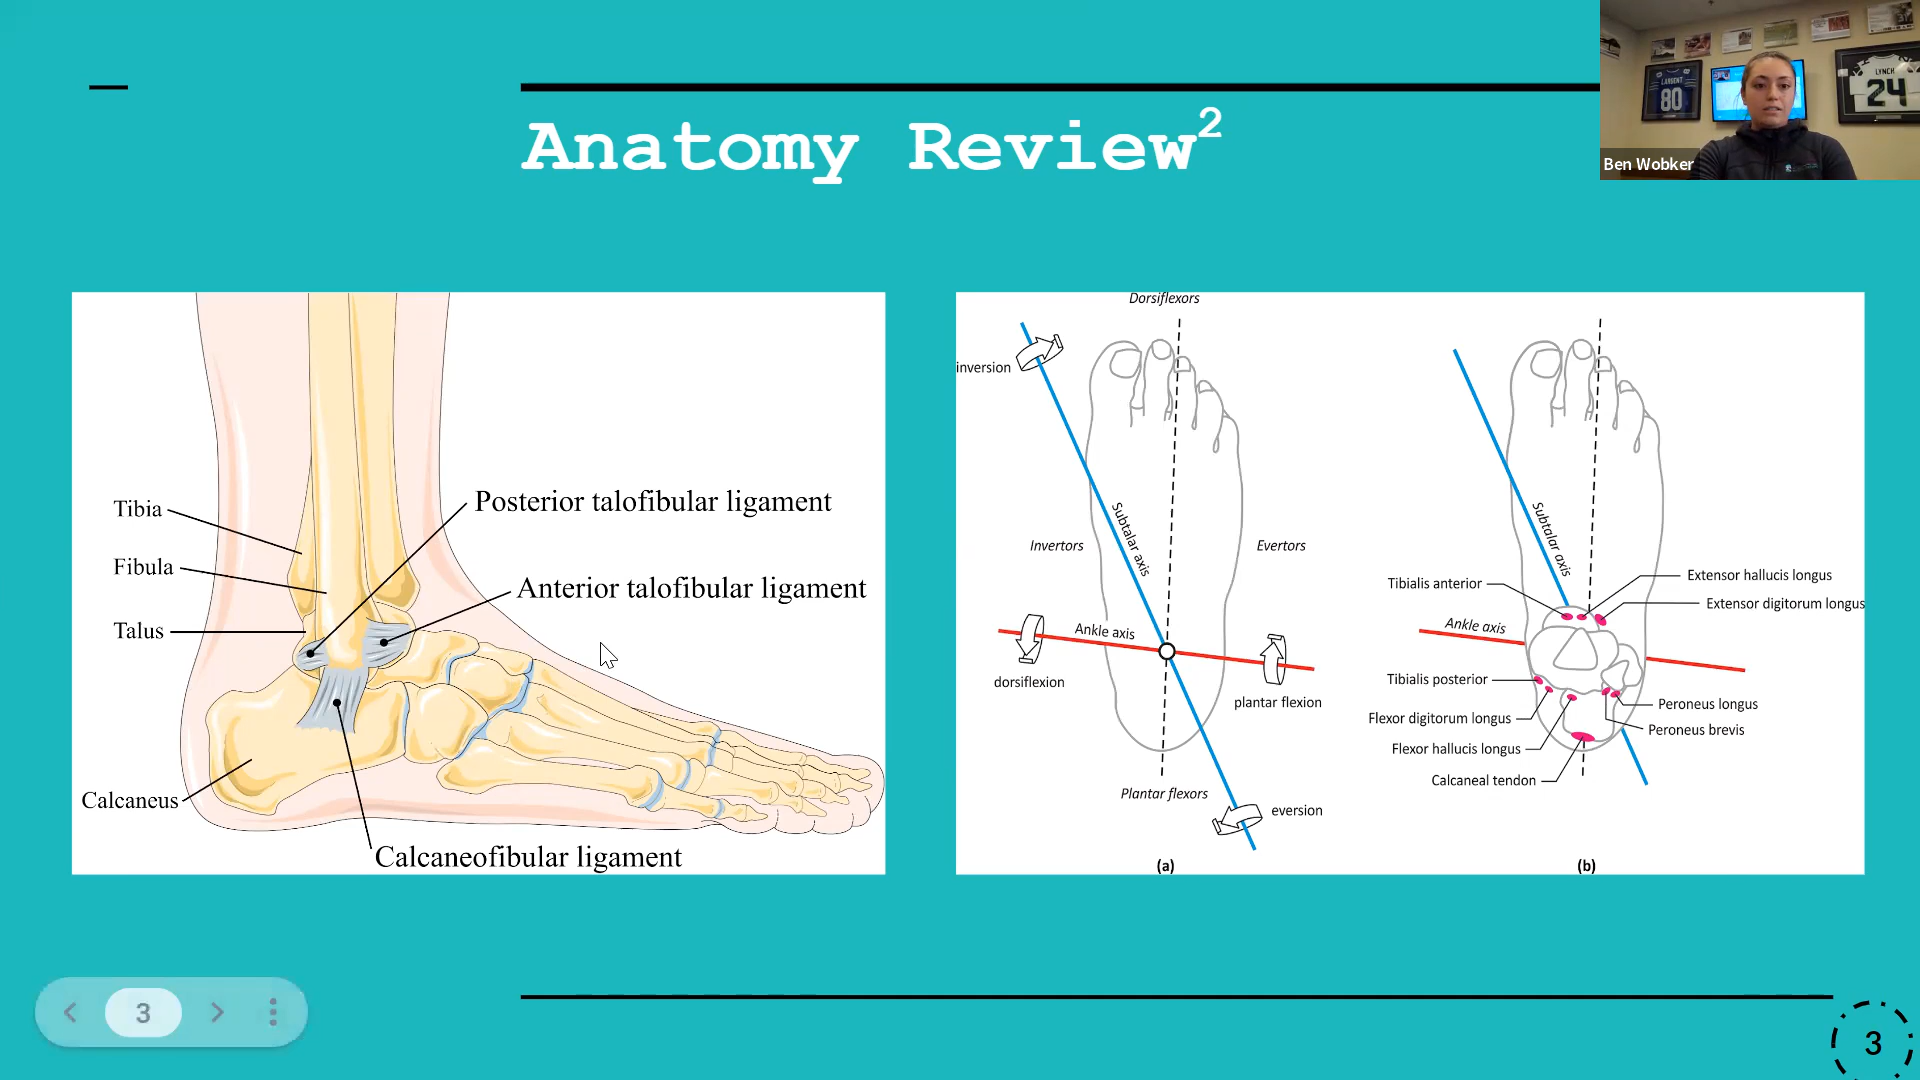 Anatomy Review2
LARGENT
80
LYNCH
24
Ben Wobker
Posterior talofibular ligament
Tibia
Fibula
Anterior talofibular ligament
Talus
Calcaneus
Calcaneofibular ligament
Dorsiflexors
inversion
Subtalar axis
Invertors
Evertors
Ankle axis
dorsiflexion
plantar flexion
Plantar flexors
eversion
(a)
Subtalar axis
Tibialis anterior
Extensor hallucis longus
Extensor digitorum longus
Ankle axis
Tibialis posterior
Peroneus longus
Flexor digitorum longus
Peroneus brevis
Flexor hallucis longus
Calcaneal tendon
(b)
3
3